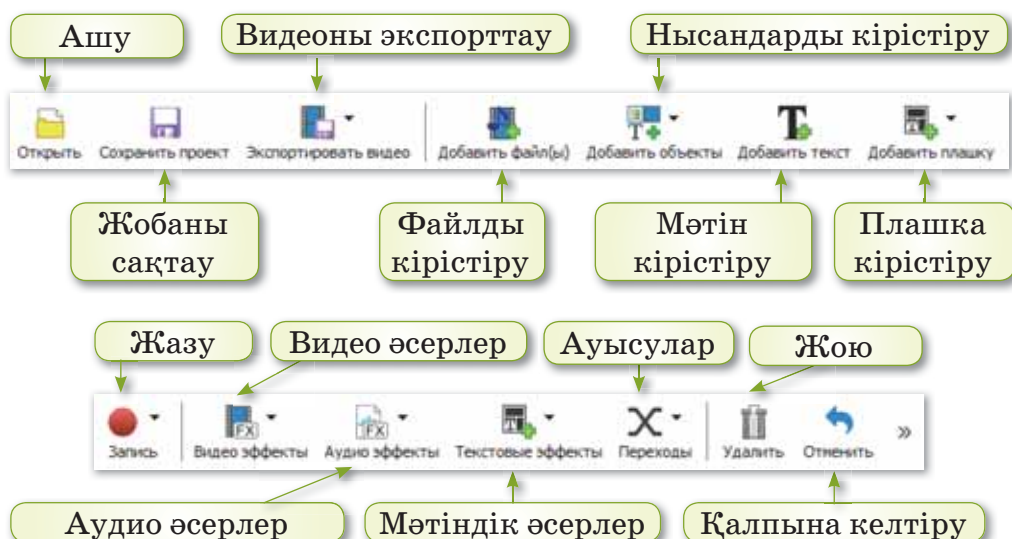 Ашу
Видеоны экспорттау
Нысандарды кірістіру
Открыть Сохранить проект Экспортировать видео Добавить файл(ы) Добавить объекты Добавить текст Добавить плашку
Жобаны
сақтау
Файлды
кірістіру
Мәтін
кірістіру
Плашка
кірістіру
Жазу
Видео әсерлер
Ауысулар
Жою
Запись Видео эффекты Аудио эффекты Текстовые эффекты Переходы Удалить Отменить »
Аудио әсерлер
Мәтіндік әсерлер
Қалпына келтіру